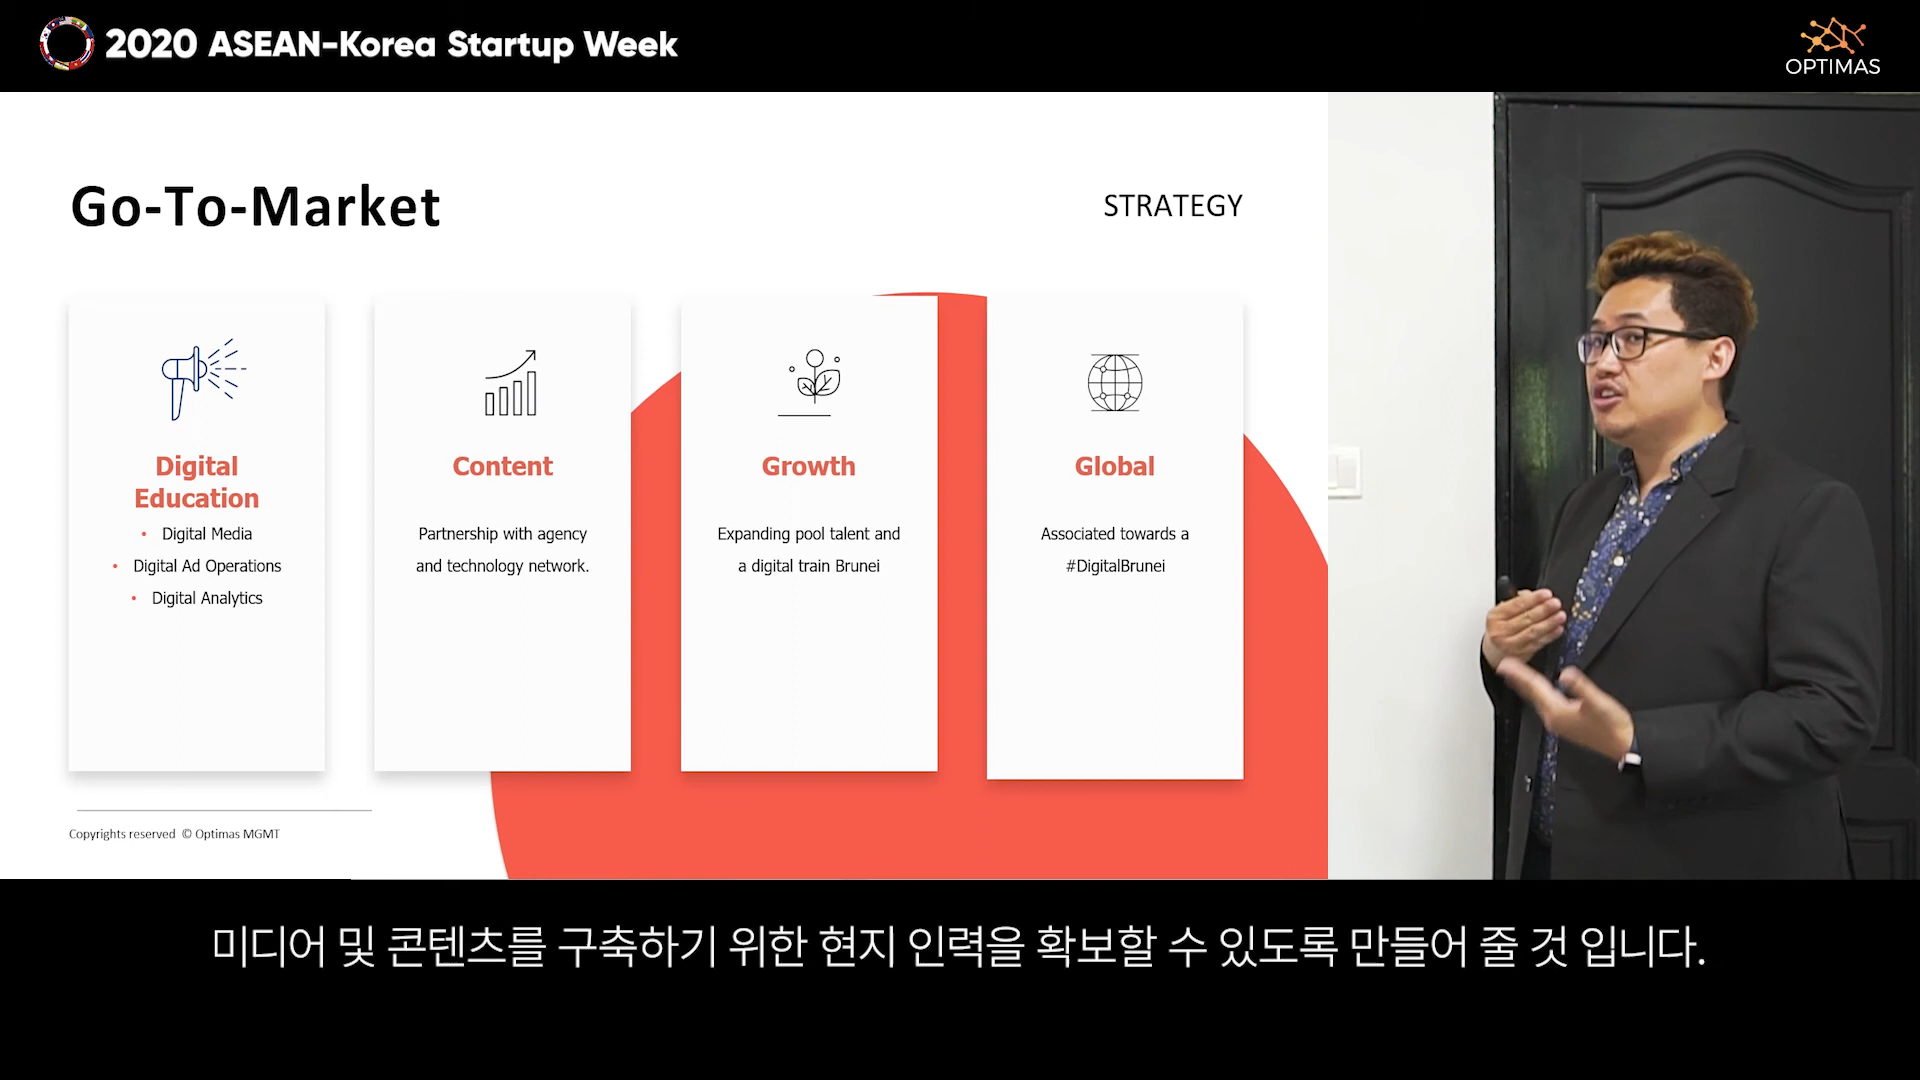 2020 ASEAN-Korea Startup Week
OPTIMAS
Go-To-Market
STRATEGY
Digital
Education
• Digital Media
• Digital Ad Operations
• Digital Analytics
Content
Partnership with agency
and technology network.
Growth
Expanding pool talent and
a digital train Brunei
Global
Associated towards a
#DigitalBrunei
Copyrights reserved © Optimas MGMT
미디어 및 콘텐츠를 구축하기 위한 현지 인력을 확보할 수 있도록 만들어 줄 것 입니다.